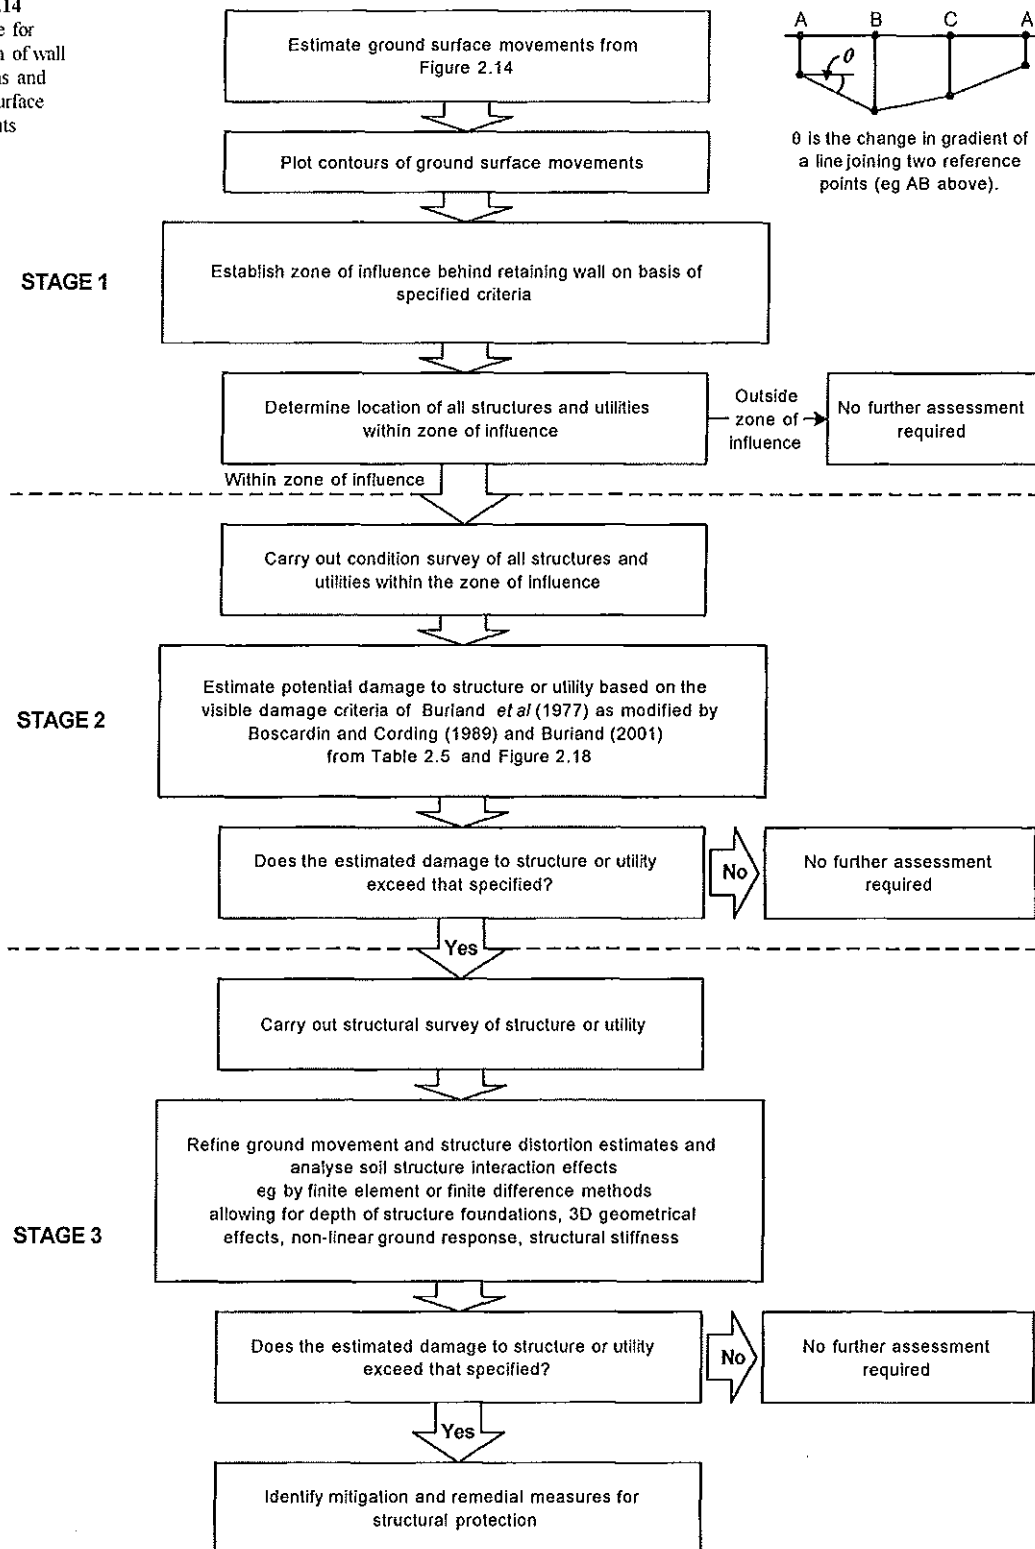 .14
e for
n of wall
ns and
urface
nts
Estimate ground surface movements from
Figure 2.14
A B C A
θ
θ is the change in gradient of
a line joining two reference
points (eg AB above).
Plot contours of ground surface movements
STAGE 1
Establish zone of influence behind retaining wall on basis of
specified criteria
Determine location of all structures and utilities
within zone of influence
Outside
zone of
influence
No further assessment
required
Within zone of influence
Carry out condition survey of all structures and
utilities within the zone of influence
STAGE 2
Estimate potential damage to structure or utility based on the
visible damage criteria of Burland et al (1977) as modified by
Boscardin and Cording (1989) and Burland (2001)
from Table 2.5 and Figure 2.18
Does the estimated damage to structure or utility
exceed that specified?
No
No further assessment
required
Yes
Carry out structural survey of structure or utility
STAGE 3
Refine ground movement and structure distortion estimates and
analyse soil structure interaction effects
eg by finite element or finite difference methods
allowing for depth of structure foundations, 3D geometrical
effects, non-linear ground response, structural stiffness
Does the estimated damage to structure or utility
exceed that specified?
No
No further assessment
required
Yes
Identify mitigation and remedial measures for
structural protection